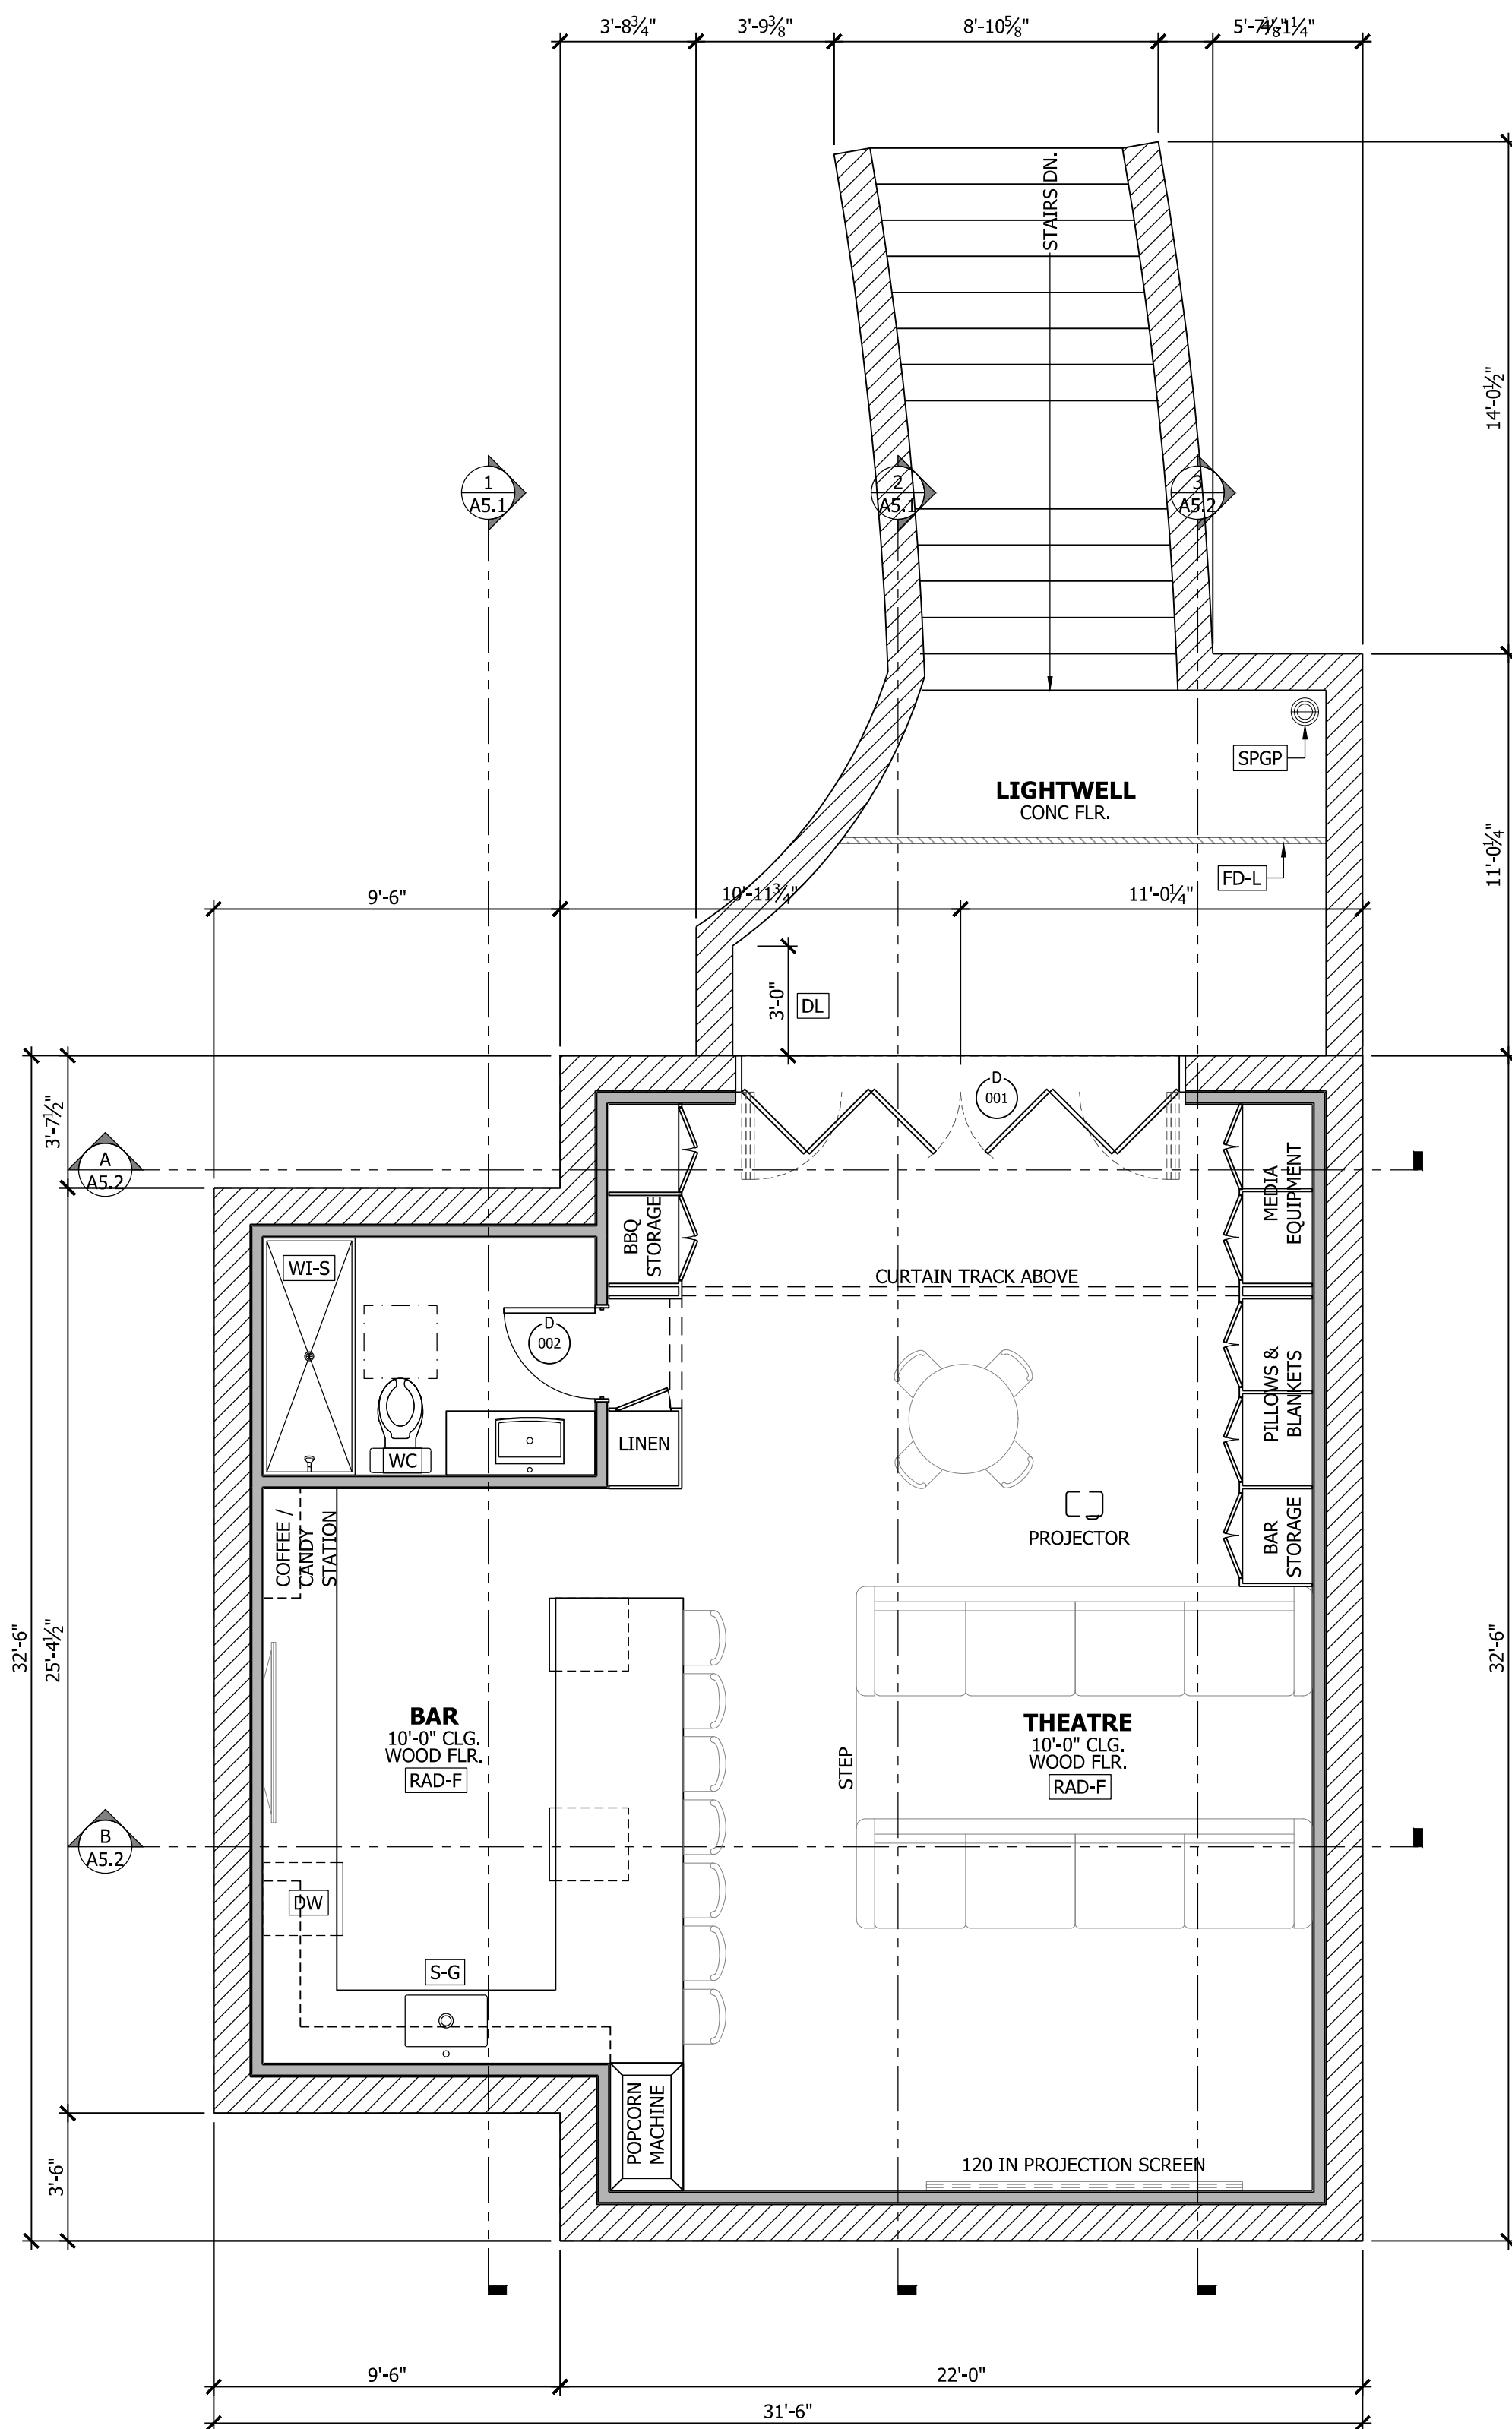 3'-8¾"
3'-9⅜"
8'-10⅝"
STAIRS DN.
14'-0½"
1
A5.1
2
A5.1
3
A5.2
SPGP
LIGHTWELL
CONC FLR.
FD-L
11'-0¼"
9'-6"
10'-11¾"
11'-0¼"
3'-0"
DL
D
001
3'-7½"
A
A5.2
BBQ
STORAGE
MEDIA
EQUIPMENT
WI-S
CURTAIN TRACK ABOVE
D
002
PILLOWS &
BLANKETS
LINEN
WC
COFFEE /
CANDY
STATION
PROJECTOR
BAR
STORAGE
32'-6"
25'-4½"
32'-6"
BAR
10'-0" CLG.
WOOD FLR.
RAD-F
STEP
THEATRE
10'-0" CLG.
WOOD FLR.
RAD-F
B
A5.2
DW
S-G
POPCORN
MACHINE
3'-6"
120 IN PROJECTION SCREEN
9'-6"
22'-0"
31'-6"